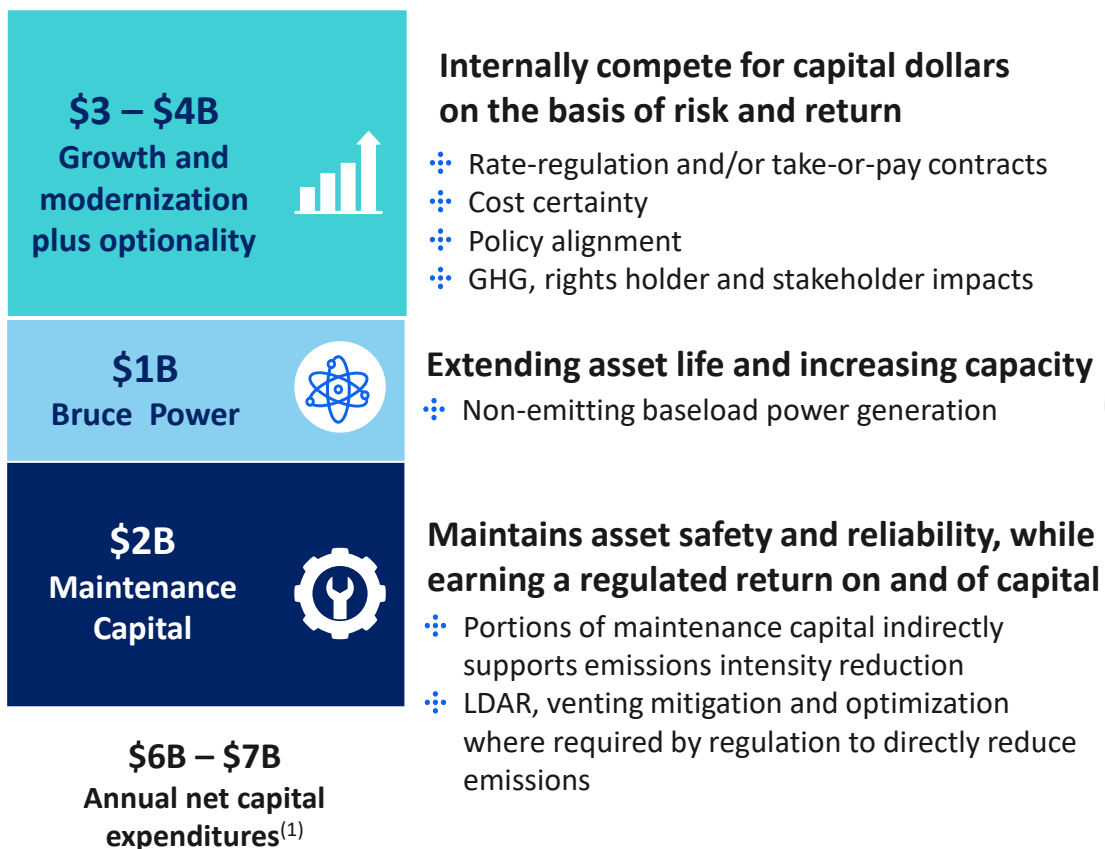 $3 – $4B
Growth and
modernization
plus optionality
Internally compete for capital dollars
on the basis of risk and return
Rate-regulation and/or take-or-pay contracts
Cost certainty
Policy alignment
GHG, rights holder and stakeholder impacts
$1B
Bruce Power
Extending asset life and increasing capacity
Non-emitting baseload power generation
$2B
Maintenance
Capital
Maintains asset safety and reliability, while
earning a regulated return on and of capital
Portions of maintenance capital indirectly
supports emissions intensity reduction
LDAR, venting mitigation and optimization
where required by regulation to directly reduce
emissions
$6B – $7B
Annual net capital
expenditures(1)